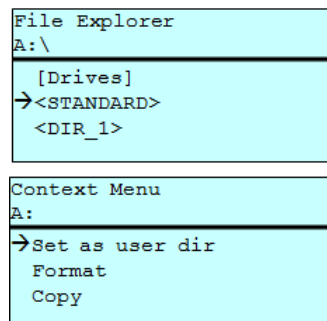 File Explorer
A:\
[Drives]
→<STANDARD>
<DIR_1>
Context Menu
A:
→Set as user dir
Format
Copy